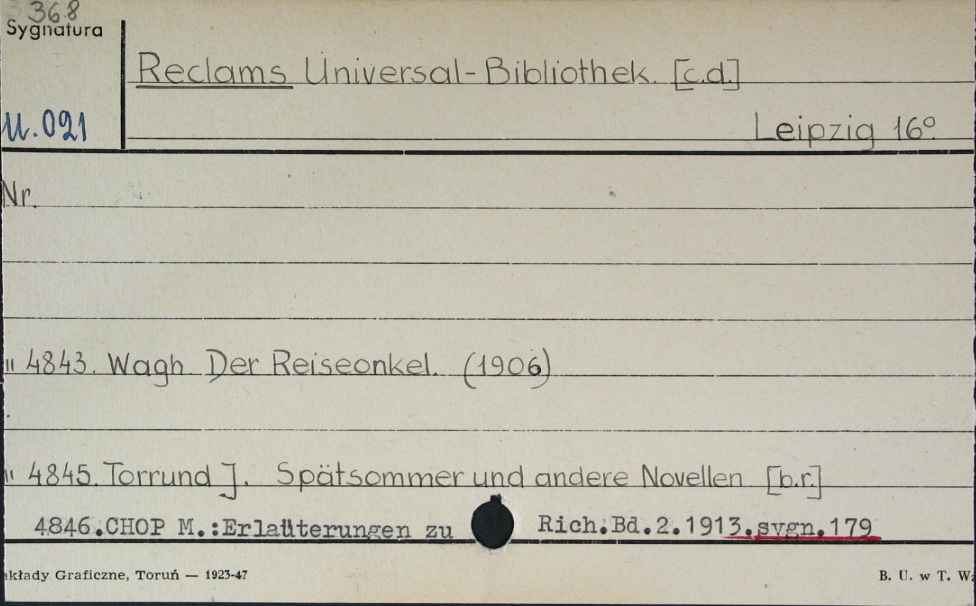 368
Sygnatura
Reclams Universal-Bibliothek. [c.d.]
U.021
Leipzig 16°
Nr.
" 4843. Wagh Der Reiseonkel. (1906)
" 4845. Torrund J. Spätsommer und andere Novellen [b.r.]
4846.CHOP M.:Erlaüterungen zu Rich.Bd.2.1913.sygn.179
kłady Graficzne, Toruń — 1923-47
B. U. w T. W